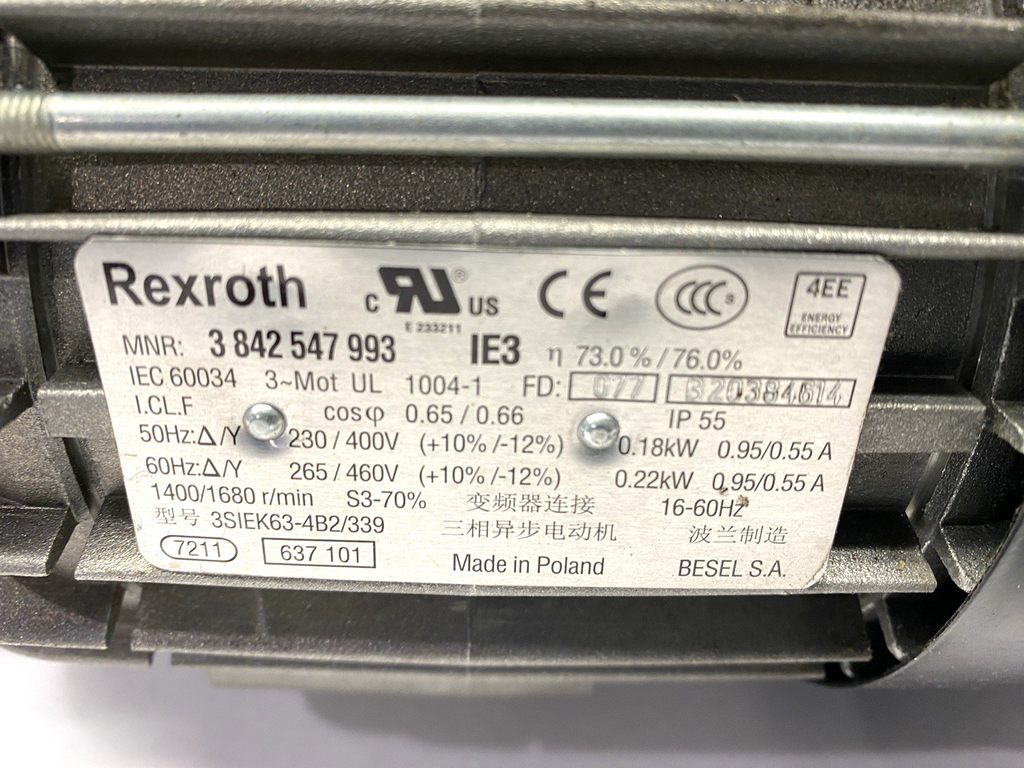 Rexroth c RU ® US CE CCC S 4EE
E 233211 ENERGY EFFICIENCY
MNR: 3 842 547 993 IE3 η 73.0 % / 76.0%
IEC 60034 3~Mot UL 1004-1 FD: 077 B20384614
I.CL.F cosφ 0.65 / 0.66 IP 55
50Hz:Δ/Y 230 / 400V (+10% /-12%) 0.18kW 0.95/0.55 A
60Hz:Δ/Y 265 / 460V (+10% /-12%) 0.22kW 0.95/0.55 A
1400/1680 r/min S3-70% 变频器连接 16-60Hz
型号 3SIEK63-4B2/339 三相异步电动机 波兰制造
7211 637 101 Made in Poland BESEL S.A.